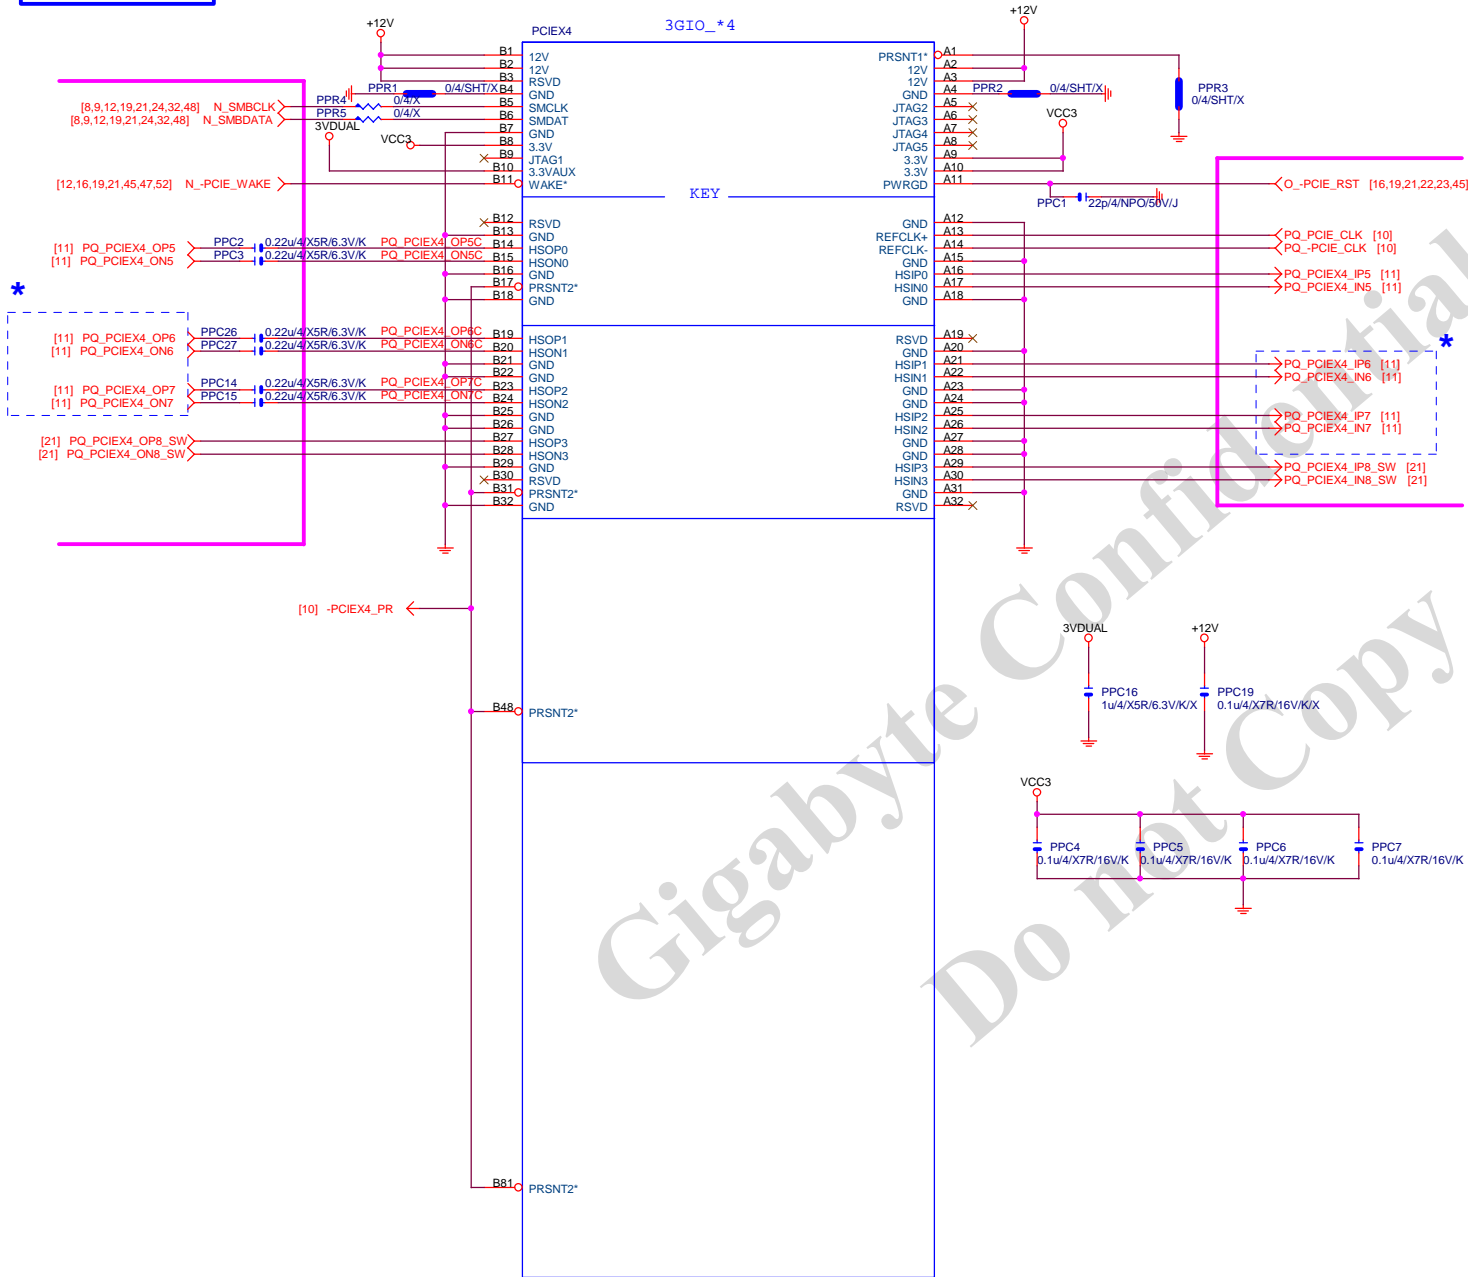 +12V
PCIEX4
3GIO_*4
+12V
B1 12V
B2 12V
B3 RSVD
PPR1 0/4/SHT/X B4 GND
[8,9,12,19,21,24,32,48] N_SMBCLK PPR4 0/4/X B5 SMCLK
[8,9,12,19,21,24,32,48] N_SMBDATA PPR5 0/4/X B6 SMDAT
3VDUAL B7 GND
VCC3 B8 3.3V
B9 JTAG1
B10 3.3VAUX
[12,16,19,21,45,47,52] N_-PCIE_WAKE B11 WAKE*
KEY
B12 RSVD
B13 GND
[11] PQ_PCIEX4_OP5 PPC2 0.22u/4/X5R/6.3V/K PQ_PCIEX4_OP5C B14 HSOP0
[11] PQ_PCIEX4_ON5 PPC3 0.22u/4/X5R/6.3V/K PQ_PCIEX4_ON5C B15 HSON0
B16 GND
B17 PRSNT2*
B18 GND
*
[11] PQ_PCIEX4_OP6 PPC26 0.22u/4/X5R/6.3V/K PQ_PCIEX4_OP6C B19 HSOP1
[11] PQ_PCIEX4_ON6 PPC27 0.22u/4/X5R/6.3V/K PQ_PCIEX4_ON6C B20 HSON1
B21 GND
B22 GND
[11] PQ_PCIEX4_OP7 PPC14 0.22u/4/X5R/6.3V/K PQ_PCIEX4_OP7C B23 HSOP2
[11] PQ_PCIEX4_ON7 PPC15 0.22u/4/X5R/6.3V/K PQ_PCIEX4_ON7C B24 HSON2
B25 GND
B26 GND
[21] PQ_PCIEX4_OP8_SW B27 HSOP3
[21] PQ_PCIEX4_ON8_SW B28 HSON3
B29 GND
B30 RSVD
B31 PRSNT2*
B32 GND
[10] -PCIEX4_PR
B48 PRSNT2*
B81 PRSNT2*
PRSNT1* A1
12V A2
12V A3
GND A4 PPR2 0/4/SHT/X
PPR3
0/4/SHT/X
JTAG2 A5
JTAG3 A6
VCC3
JTAG4 A7
JTAG5 A8
3.3V A9
3.3V A10
PWRGD A11 O_-PCIE_RST [16,19,21,22,23,45]
PPC1 22p/4/NPO/50V/J
GND A12
REFCLK+ A13 PQ_PCIE_CLK [10]
REFCLK- A14 PQ_-PCIE_CLK [10]
GND A15
HSIP0 A16 PQ_PCIEX4_IP5 [11]
HSIN0 A17 PQ_PCIEX4_IN5 [11]
GND A18
RSVD A19
*
GND A20
HSIP1 A21 PQ_PCIEX4_IP6 [11]
HSIN1 A22 PQ_PCIEX4_IN6 [11]
GND A23
GND A24
HSIP2 A25 PQ_PCIEX4_IP7 [11]
HSIN2 A26 PQ_PCIEX4_IN7 [11]
GND A27
GND A28
HSIP3 A29 PQ_PCIEX4_IP8_SW [21]
HSIN3 A30 PQ_PCIEX4_IN8_SW [21]
GND A31
RSVD A32
3VDUAL
+12V
PPC16
1u/4/X5R/6.3V/K/X
PPC19
0.1u/4/X7R/16V/K/X
VCC3
PPC4
0.1u/4/X7R/16V/K
PPC5
0.1u/4/X7R/16V/K
PPC6
0.1u/4/X7R/16V/K
PPC7
0.1u/4/X7R/16V/K
Gigabyte Confidential
Do not Copy